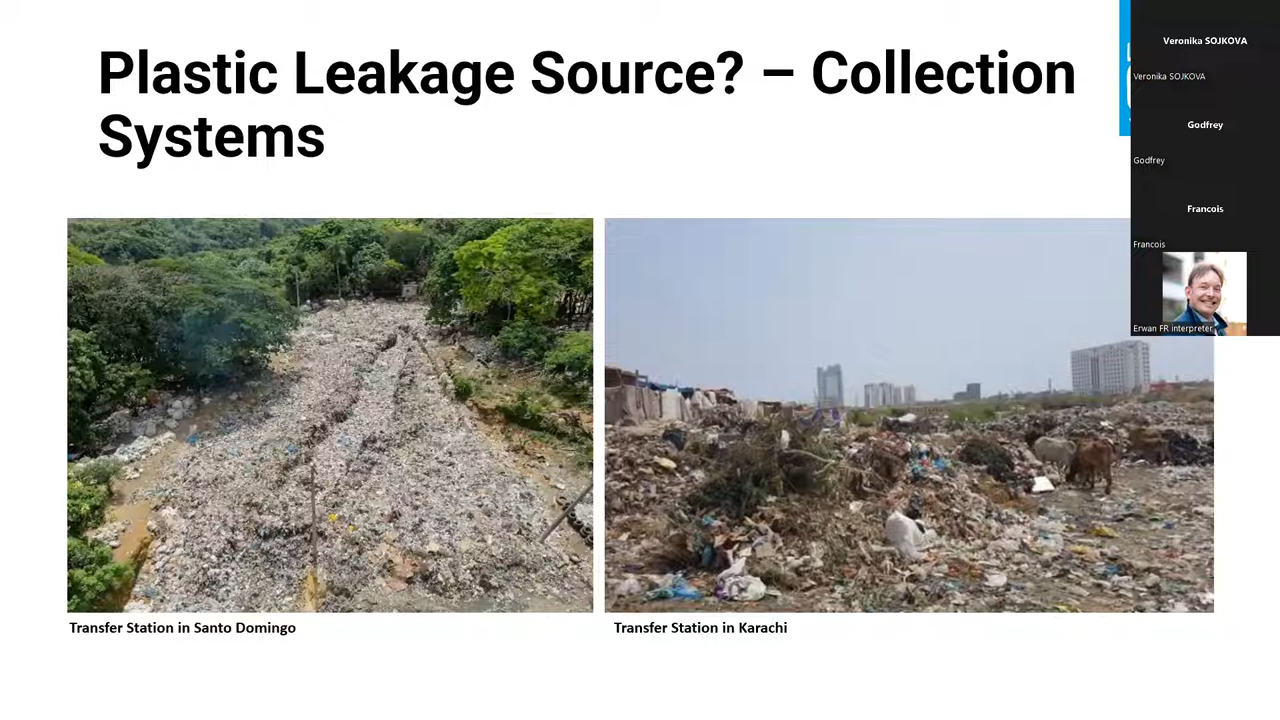 Plastic Leakage Source? – Collection
Systems
Veronika SOJKOVA
Veronika SOJKOVA
Godfrey
Godfrey
Francois
Francois
Erwan FR interpreter
Transfer Station in Santo Domingo
Transfer Station in Karachi